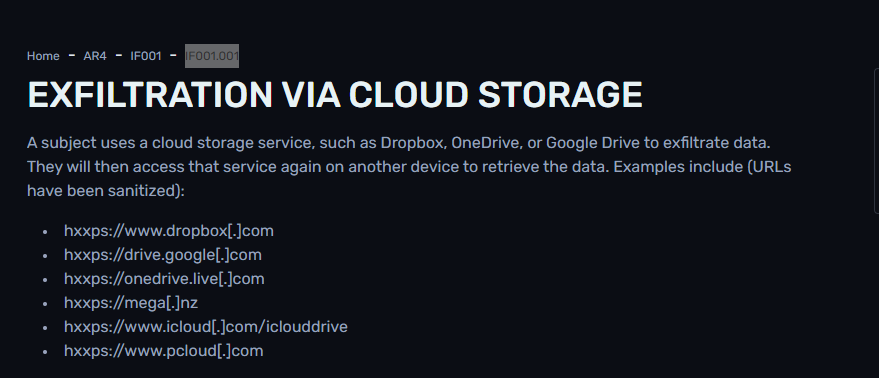 Home - AR4 - IF001 - IF001.001
EXFILTRATION VIA CLOUD STORAGE
A subject uses a cloud storage service, such as Dropbox, OneDrive, or Google Drive to exfiltrate data.
They will then access that service again on another device to retrieve the data. Examples include (URLs
have been sanitized):
• hxxps://www.dropbox[.]com
• hxxps://drive.google[.]com
• hxxps://onedrive.live[.]com
• hxxps://mega[.]nz
• hxxps://www.icloud[.]com/iclouddrive
• hxxps://www.pcloud[.]com